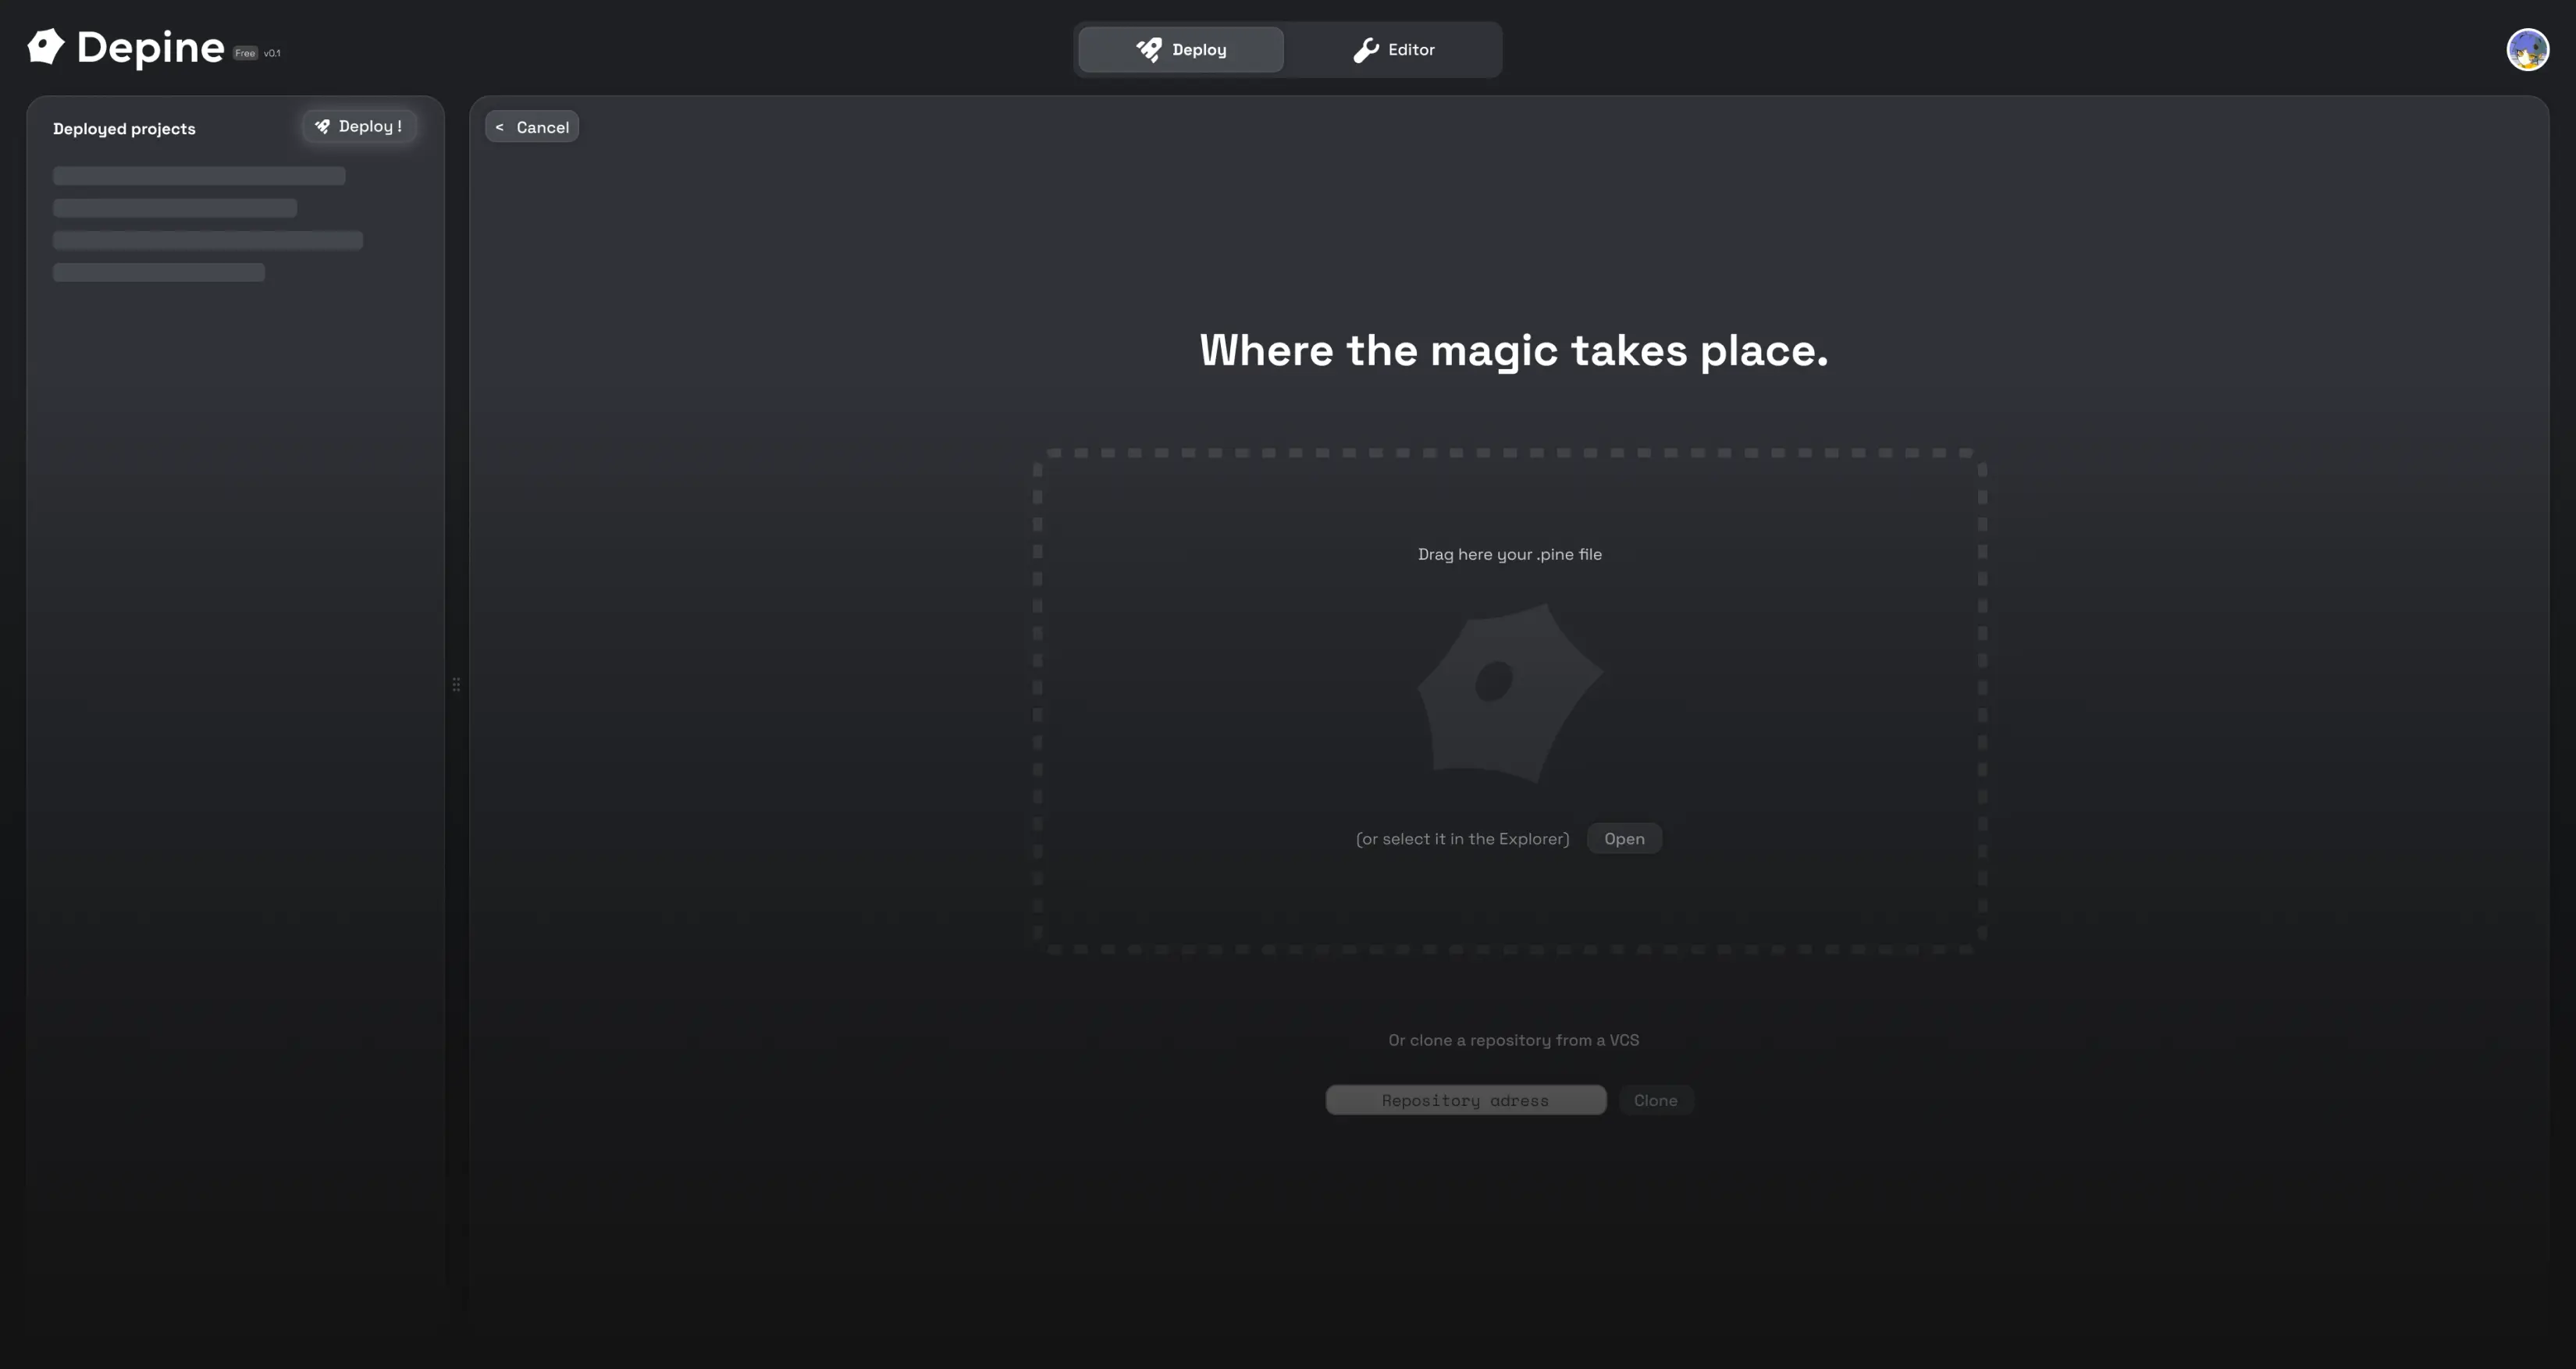 Depine Free v0.1
Deploy
Editor
Deployed projects
Deploy !
< Cancel
Where the magic takes place.
Drag here your .pine file
(or select it in the Explorer)
Open
Or clone a repository from a VCS
Repository adress
Clone